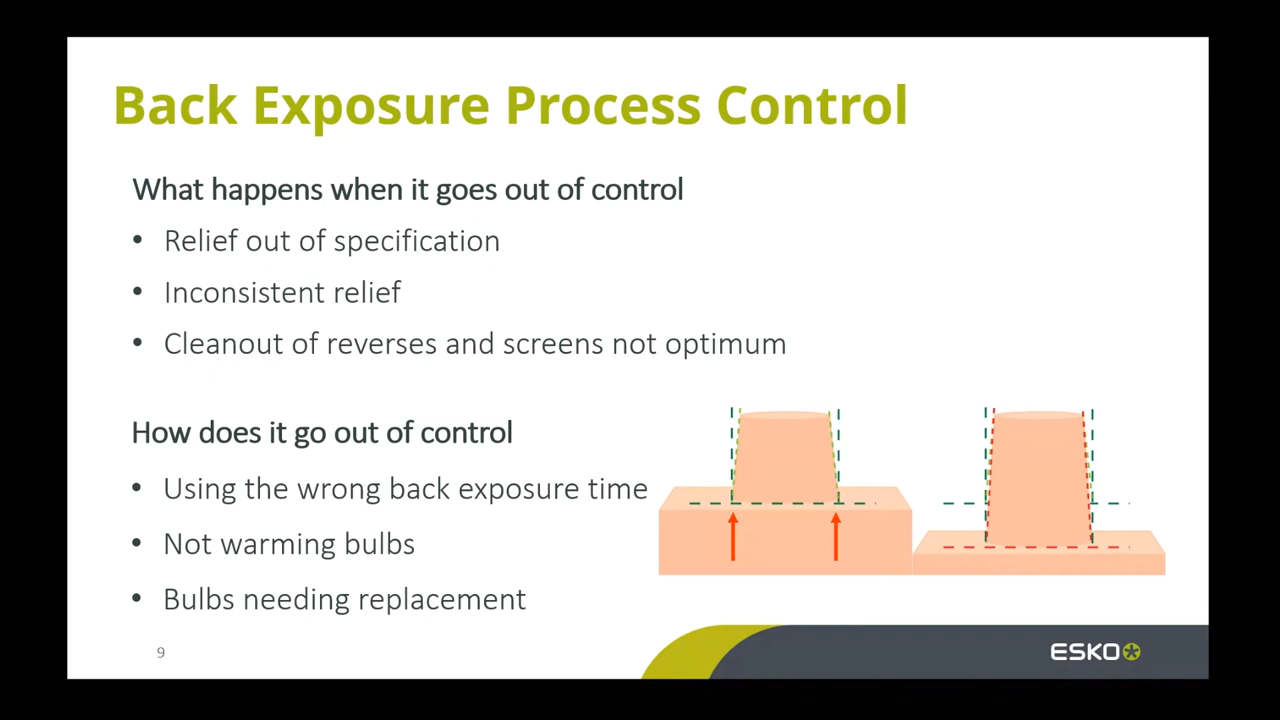 Back Exposure Process Control
What happens when it goes out of control
• Relief out of specification
• Inconsistent relief
• Cleanout of reverses and screens not optimum
How does it go out of control
• Using the wrong back exposure time
• Not warming bulbs
• Bulbs needing replacement
9
ESKO